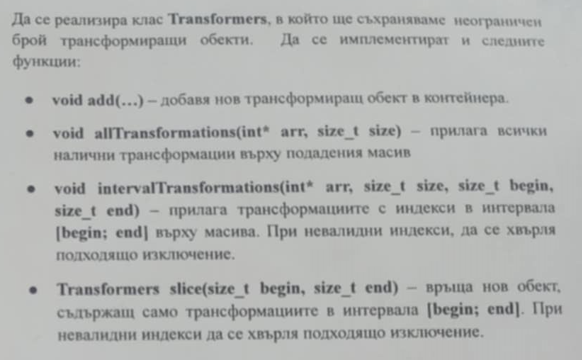 Да се реализира клас Transformers, в който ще съхраняваме неограничен
брой трансформиращи обекти. Да се имплементират и следните
функции:
• void add(...) – добавя нов трансформиращ обект в контейнера.
• void allTransformations(int* arr, size_t size) – прилага всички
налични трансформации върху подадения масив
• void intervalTransformations(int* arr, size_t size, size_t begin,
size_t end) – прилага трансформациите с индекси в интервала
[begin; end] върху масива. При невалидни индекси, да се хвърля
подходящо изключение.
• Transformers slice(size_t begin, size_t end) – връща нов обект,
съдържащ само трансформациите в интервала [begin; end]. При
невалидни индекси да се хвърля подходящо изключение.